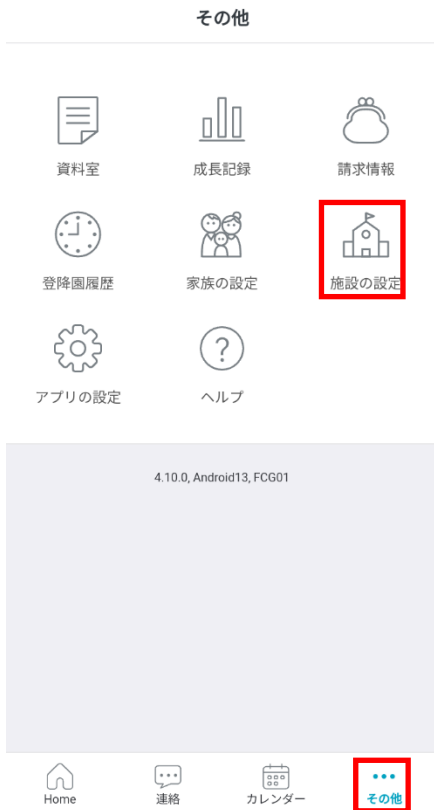 その他
資料室
成長記録
請求情報
登降園履歴
家族の設定
施設の設定
アプリの設定
?
ヘルプ
4.10.0, Android13, FCG01
Home
連絡
カレンダー
その他